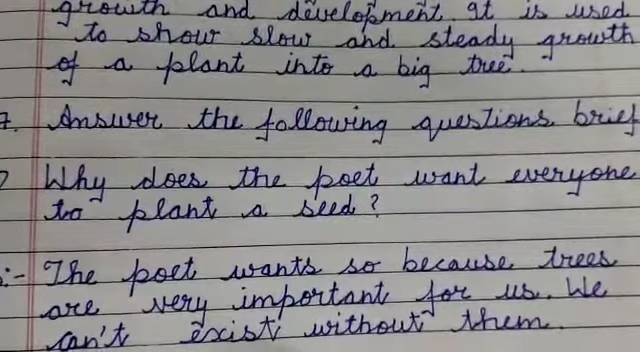 growth and development. It is used
to show slow and steady growth
of a plant into a big tree.
7. Answer the following questions brief
Why does the poet want everyone
to plant a seed?
:- The poet wants so because trees
are very important for us. We
can't exist without them.